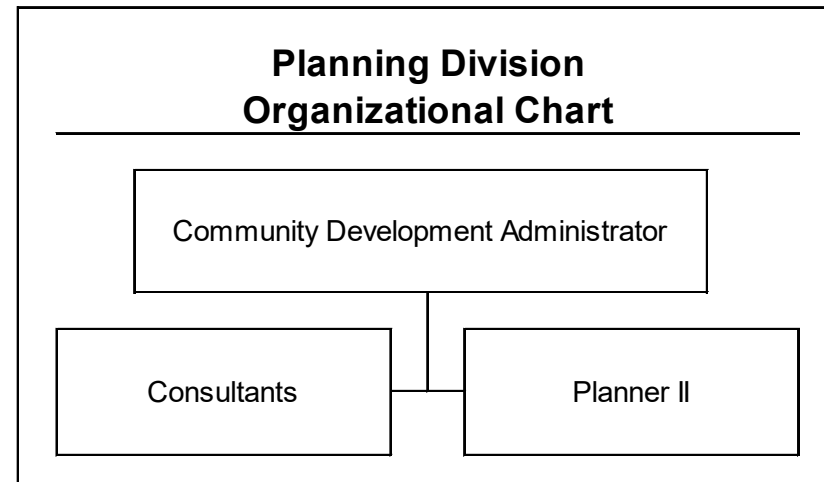 Planning Division
Organizational Chart
Community Development Administrator
Consultants
Planner II